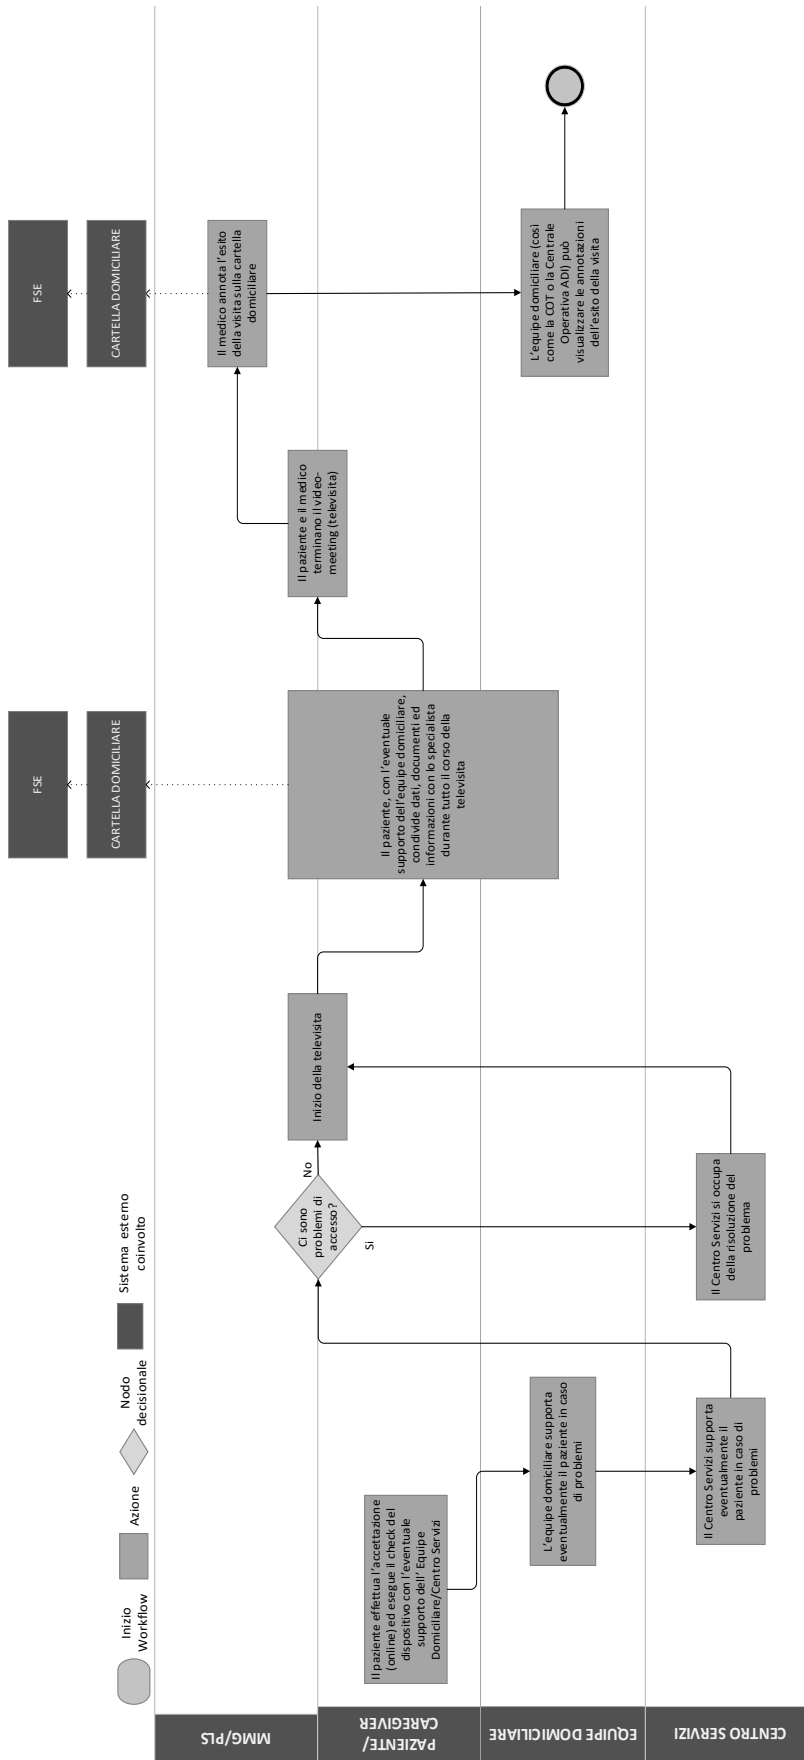 Inizio
Workflow
Azione
Nodo
decisionale
Sistema esterno
coinvolto
FSE
CARTELLA DOMICILIARE
FSE
CARTELLA DOMICILIARE
MMG/PLS
PAZIENTE/
CAREGIVER
EQUIPE DOMICILIARE
CENTRO SERVIZI
Il paziente effettua l'accettazione
(online) ed esegue il check del
dispositivo con l'eventuale
supporto dell' Equipe
Domiciliare/Centro Servizi
L'equipe domiciliare supporta
eventualmente il paziente in caso
di problemi
Il Centro Servizi supporta
eventualmente il
paziente in caso di
problemi
Ci sono
problemi di
accesso?
No
Si
Il Centro Servizi si occupa
della risoluzione del
problema
Inizio della televisita
Il paziente, con l'eventuale
supporto dell'equipe domiciliare,
condivide dati, documenti ed
informazioni con lo specialista
durante tutto il corso della
televisita
Il paziente e il medico
terminano il video-
meeting (televisita)
Il medico annota l'esito
della visita sulla cartella
domiciliare
L'equipe domiciliare (così
come la COT o la Centrale
Operativa ADI) può
visualizzare le annotazioni
dell'esito della visita